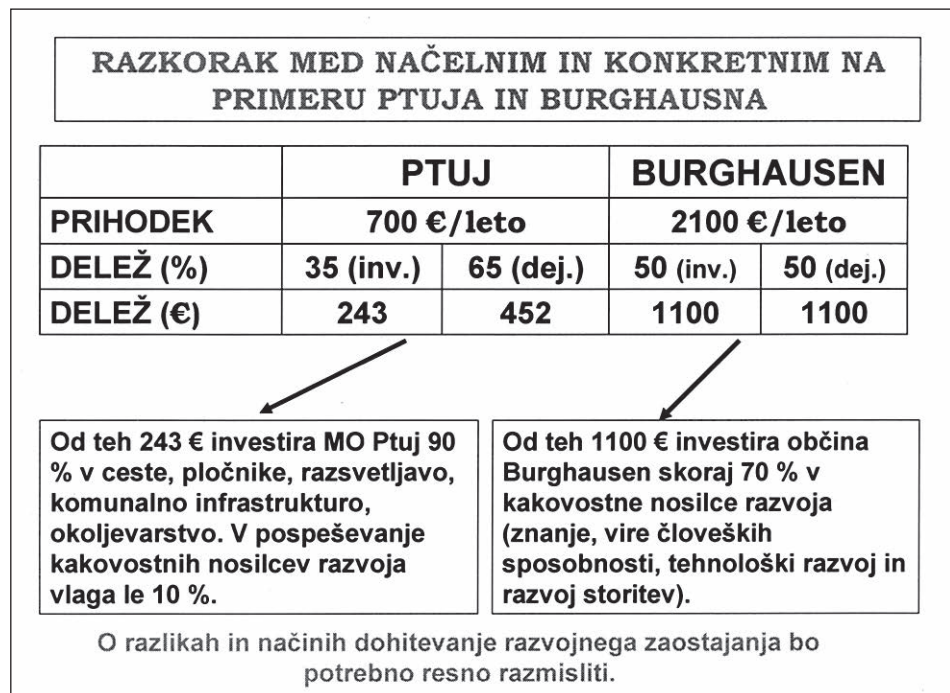 RAZKORAK MED NAČELNIM IN KONKRETNIM NA
PRIMERU PTUJA IN BURGHAUSNA
PTUJ BURGHAUSEN
PRIHODEK 700 €/leto 2100 €/leto
DELEŽ (%) 35 (inv.) 65 (dej.) 50 (inv.) 50 (dej.)
DELEŽ (€) 243 452 1100 1100
Od teh 243 € investira MO Ptuj 90
% v ceste, pločnike, razsvetljavo,
komunalno infrastrukturo,
okoljevarstvo. V pospeševanje
kakovostnih nosilcev razvoja
vlaga le 10 %.
Od teh 1100 € investira občina
Burghausen skoraj 70 % v
kakovostne nosilce razvoja
(znanje, vire človeških
sposobnosti, tehnološki razvoj in
razvoj storitev).
O razlikah in načinih dohitevanje razvojnega zaostajanja bo
potrebno resno razmisliti.